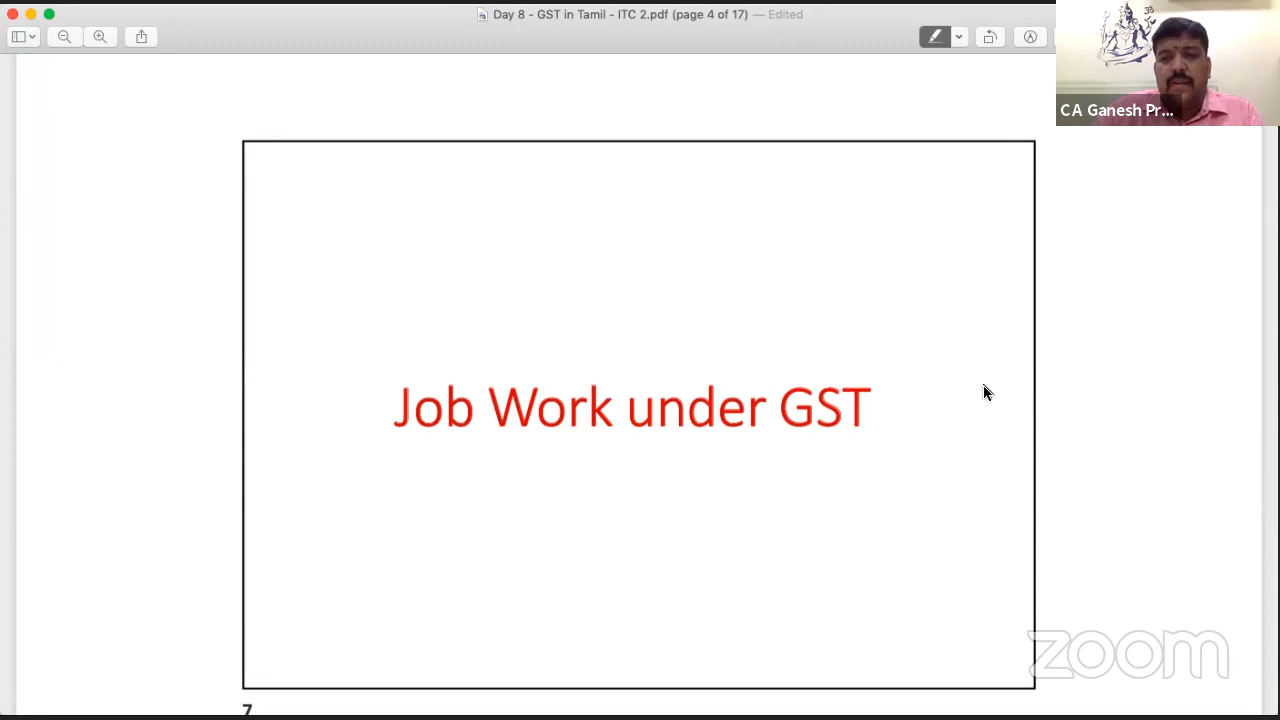 Day 8 - GST in Tamil - ITC 2.pdf (page 4 of 17) — Edited
CA Ganesh Pr...
Job Work under GST
zoom
7